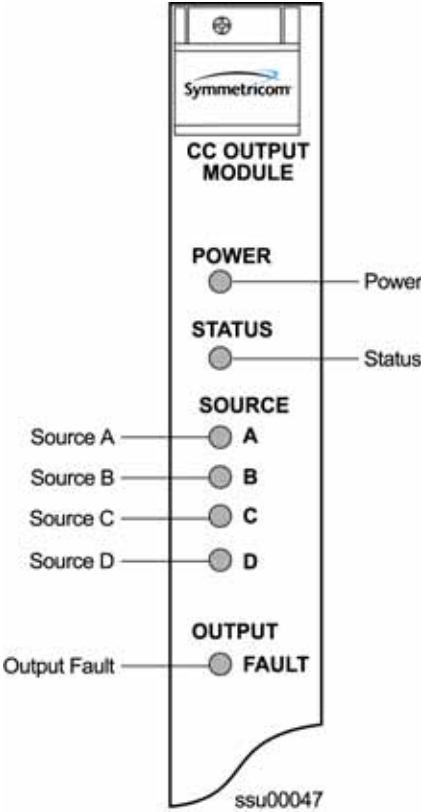 Symmetricom
CC OUTPUT
MODULE
POWER
Power
STATUS
Status
SOURCE
Source A
A
Source B
B
Source C
C
Source D
D
OUTPUT
Output Fault
FAULT
ssu00047